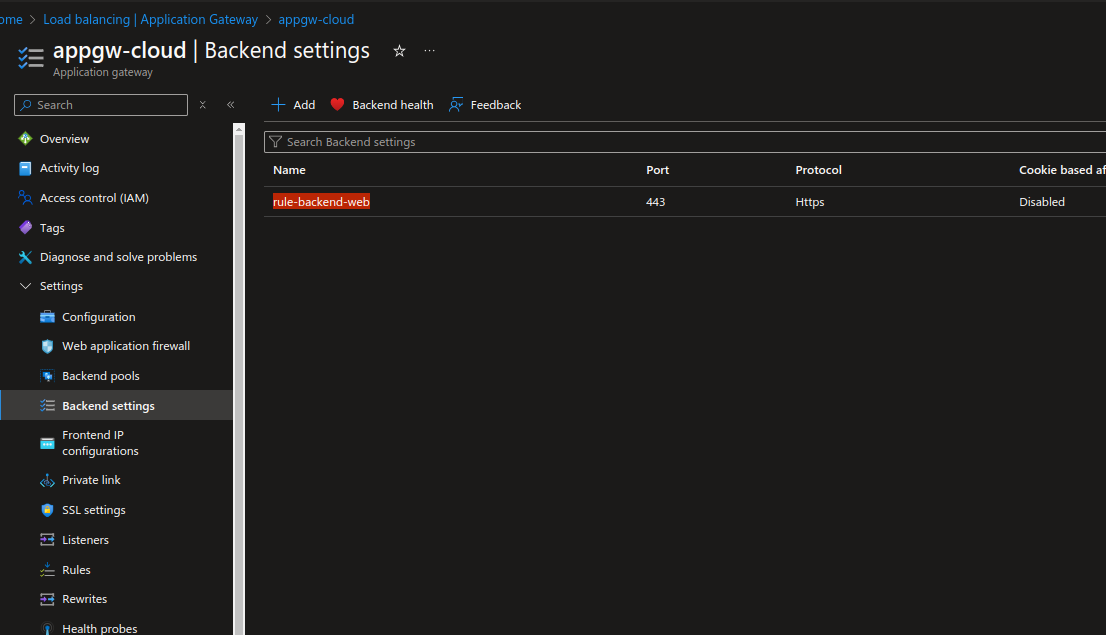 ome > Load balancing | Application Gateway > appgw-cloud
appgw-cloud | Backend settings
Application gateway
Search
Add Backend health Feedback
Overview
Activity log
Access control (IAM)
Tags
Diagnose and solve problems
Settings
Configuration
Web application firewall
Backend pools
Backend settings
Frontend IP
configurations
Private link
SSL settings
Listeners
Rules
Rewrites
Health probes
Search Backend settings
Name Port Protocol Cookie based af
rule-backend-web 443 Https Disabled